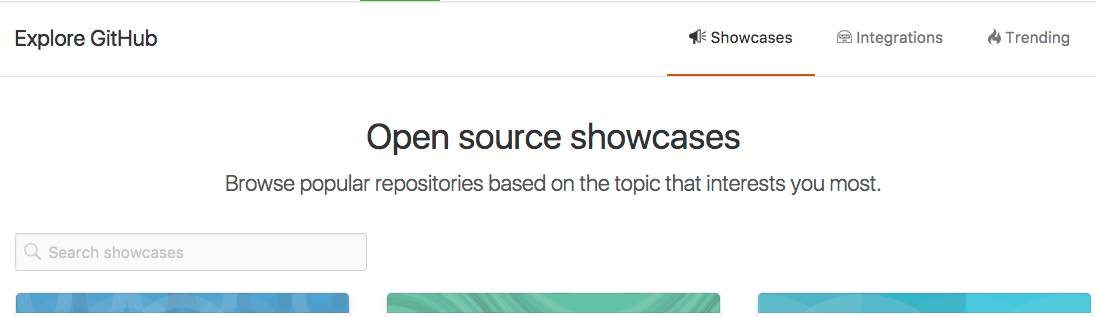 Explore GitHub
Showcases
Integrations
Trending
Open source showcases
Browse popular repositories based on the topic that interests you most.
Search showcases